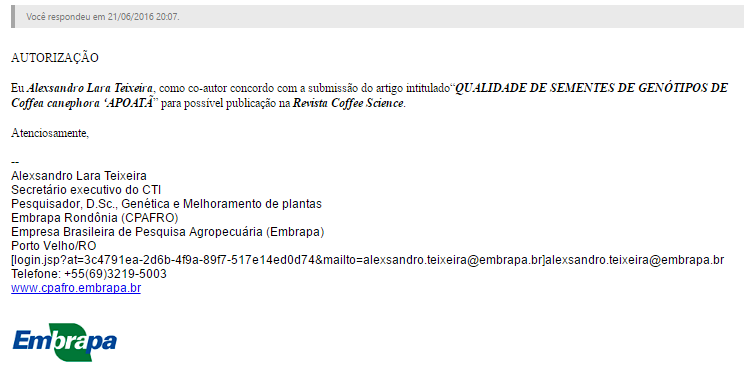 Você respondeu em 21/06/2016 20:07.
AUTORIZAÇÃO
Eu Alexsandro Lara Teixeira, como co-autor concordo com a submissão do artigo intitulado“QUALIDADE DE SEMENTES DE GENÓTIPOS DE
Coffea canephora ‘APOATÔ para possível publicação na Revista Coffee Science.
Atenciosamente,
--
Alexsandro Lara Teixeira
Secretário executivo do CTI
Pesquisador, D.Sc., Genética e Melhoramento de plantas
Embrapa Rondônia (CPAFRO)
Empresa Brasileira de Pesquisa Agropecuária (Embrapa)
Porto Velho/RO
[login.jsp?at=3c4791ea-2d6b-4f9a-89f7-517e14ed0d74&mailto=alexsandro.teixeira@embrapa.br]alexsandro.teixeira@embrapa.br
Telefone: +55(69)3219-5003
www.cpafro.embrapa.br
Embrapa